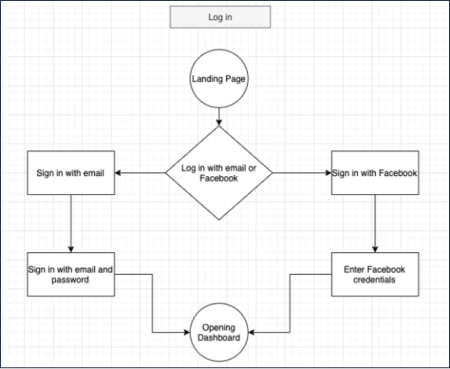 Log in
Landing Page
Log in with email or
Facebook
Sign in with email
Sign in with Facebook
Sign in with email and
password
Enter Facebook
credentials
Opening
Dashboard